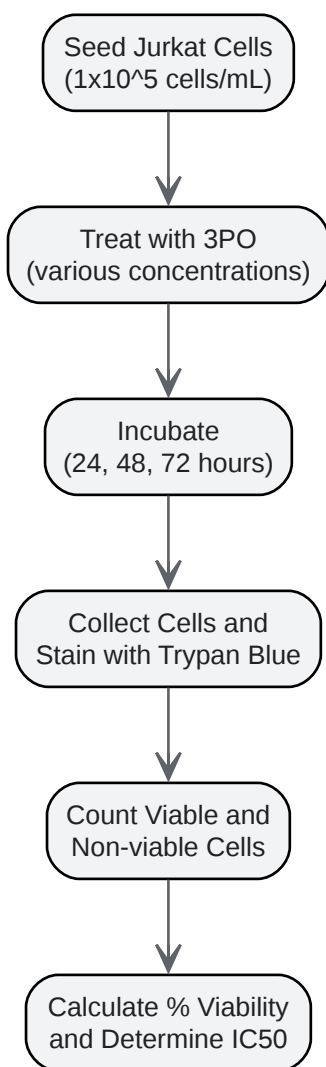 Seed Jurkat Cells
(1x10^5 cells/mL)
Treat with 3PO
(various concentrations)
Incubate
(24, 48, 72 hours)
Collect Cells and
Stain with Trypan Blue
Count Viable and
Non-viable Cells
Calculate % Viability
and Determine IC50